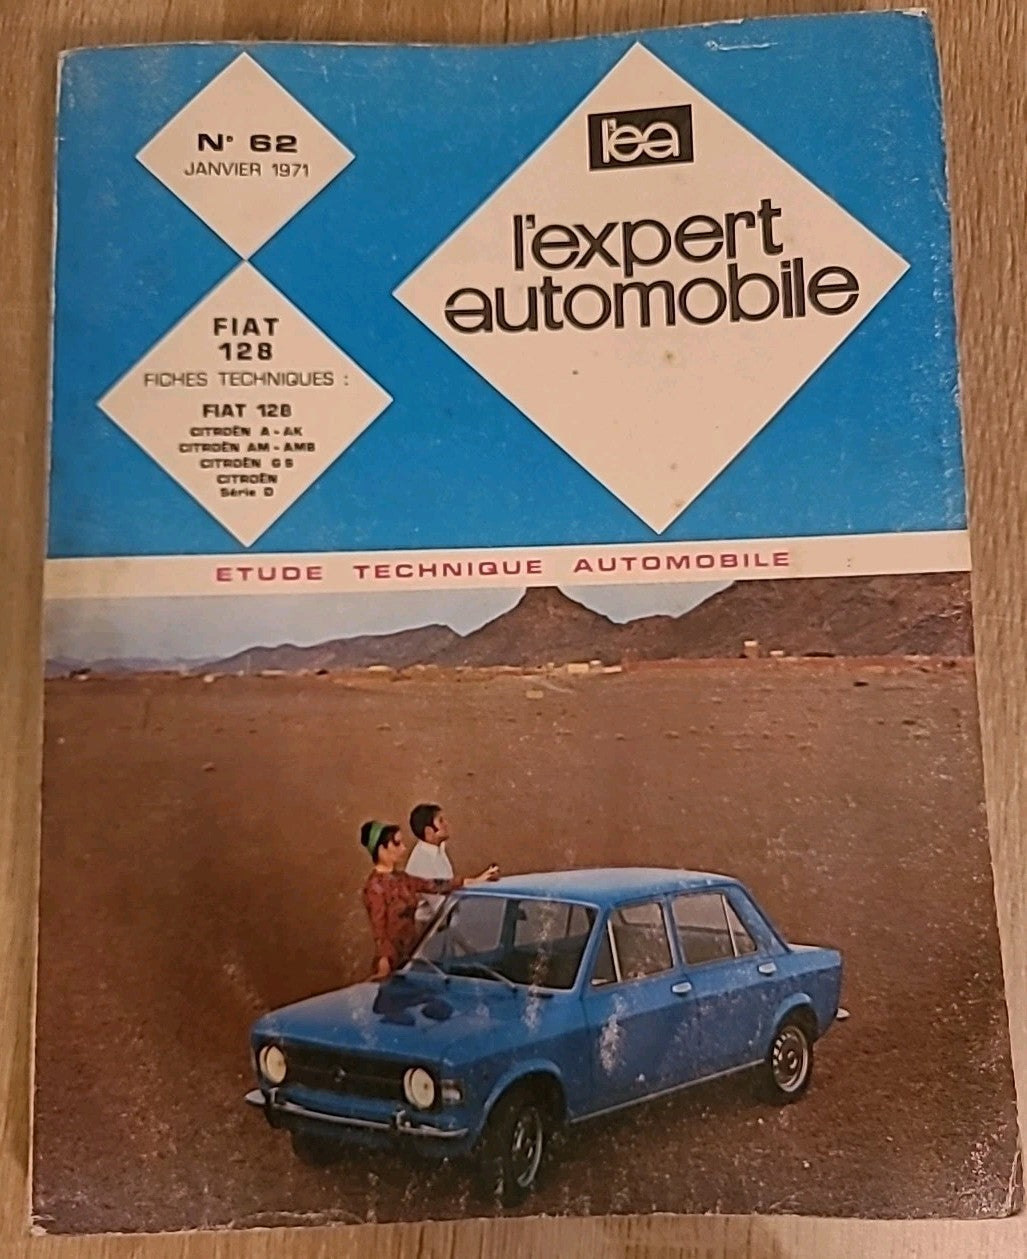 N° 62
JANVIER 1971
l'ea
l'expert
automobile
FIAT
128
FICHES TECHNIQUES :
FIAT 128
CITROËN A - AK
CITROËN AM - AMB
CITROËN GS
CITROËN
Série D
ETUDE TECHNIQUE AUTOMOBILE